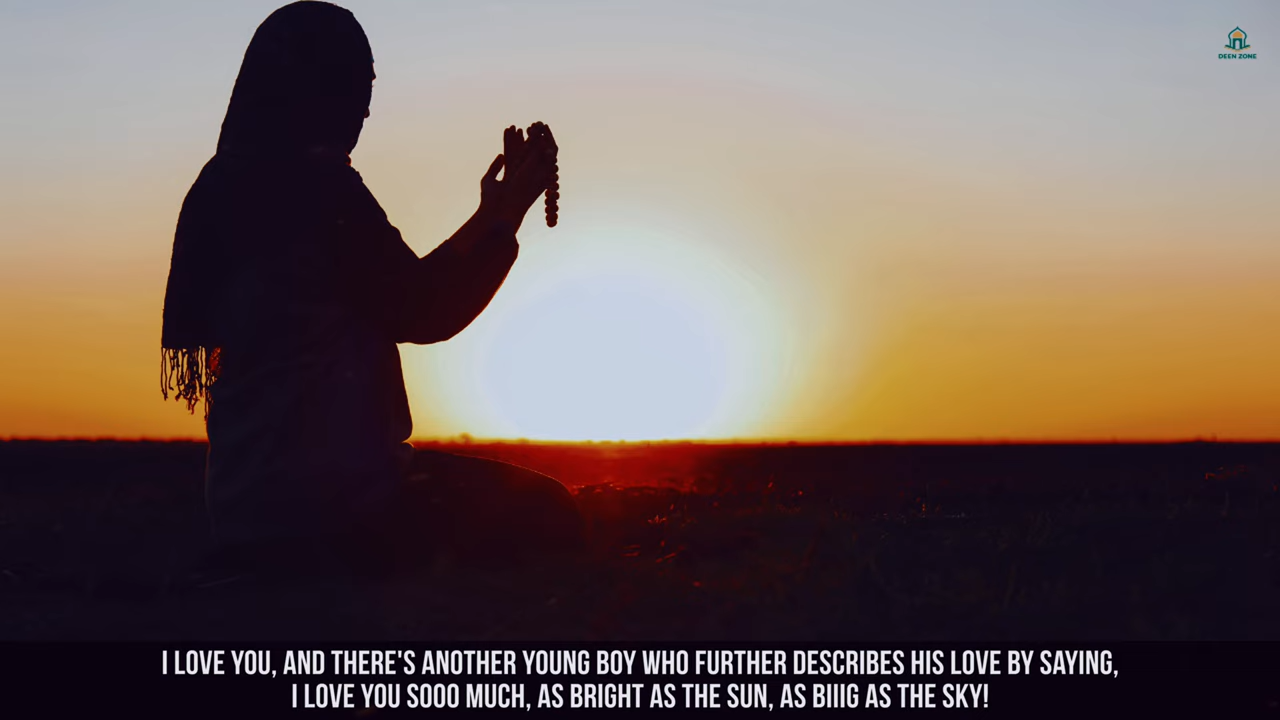 DEEN ZONE
I LOVE YOU, AND THERE'S ANOTHER YOUNG BOY WHO FURTHER DESCRIBES HIS LOVE BY SAYING,
I LOVE YOU SOOO MUCH, AS BRIGHT AS THE SUN, AS BIIIG AS THE SKY!